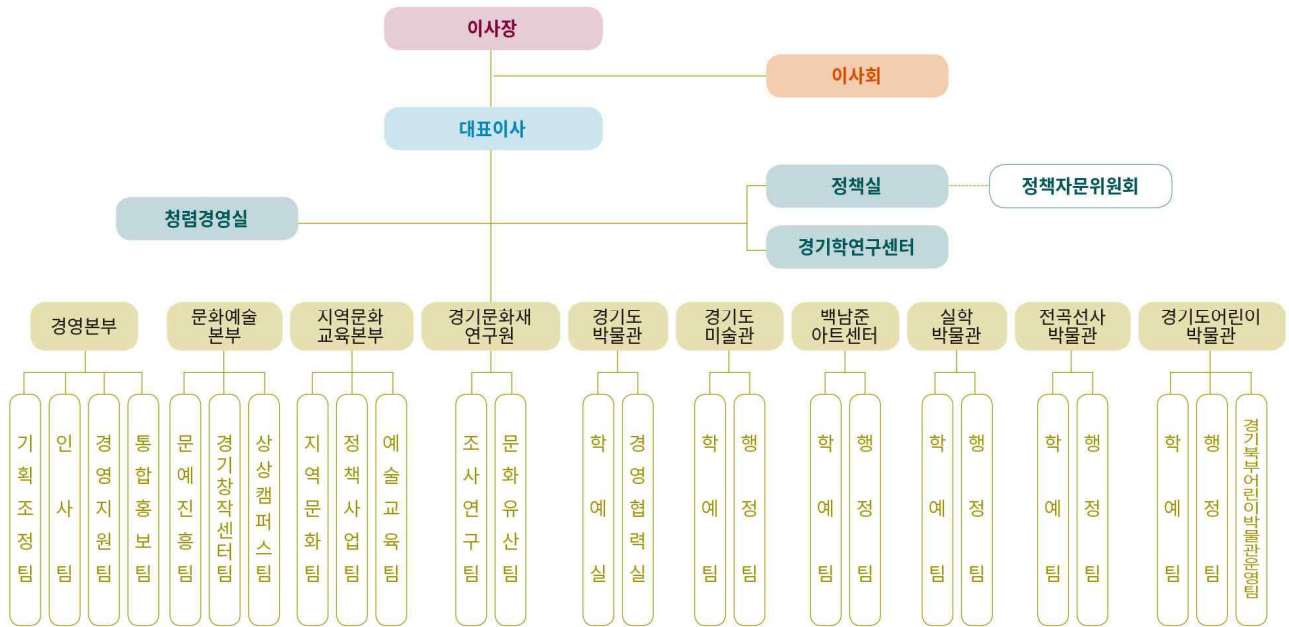 이사장
이사회
대표이사
정책실
정책자문위원회
청렴경영실
경기학연구센터
경영본부
문화예술
본부
지역문화
교육본부
경기문화재
연구원
경기도
박물관
경기도
미술관
백남준
아트센터
실학
박물관
전곡선사
박물관
경기도어린이
박물관
기획조정팀
인사팀
경영지원팀
통합홍보팀
문예진흥팀
경기창작센터팀
상상캠퍼스팀
지역문화팀
정책사업팀
예술교육팀
조사연구팀
문화유산팀
학예실
경영협력실
학예팀
행정팀
학예팀
행정팀
학예팀
행정팀
학예팀
행정팀
학예팀
행정팀
경기북부어린이박물관운영팀